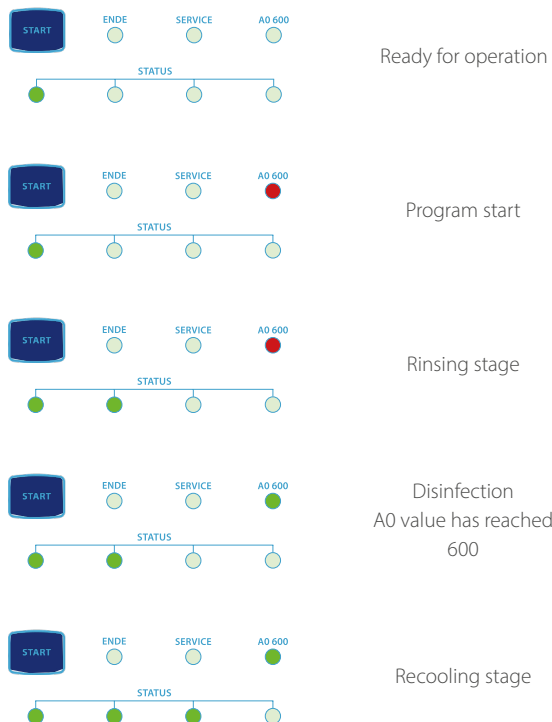 START ENDE SERVICE A0 600
STATUS
Ready for operation
START ENDE SERVICE A0 600
STATUS
Program start
START ENDE SERVICE A0 600
STATUS
Rinsing stage
START ENDE SERVICE A0 600
STATUS
Disinfection
A0 value has reached
600
START ENDE SERVICE A0 600
STATUS
Recooling stage